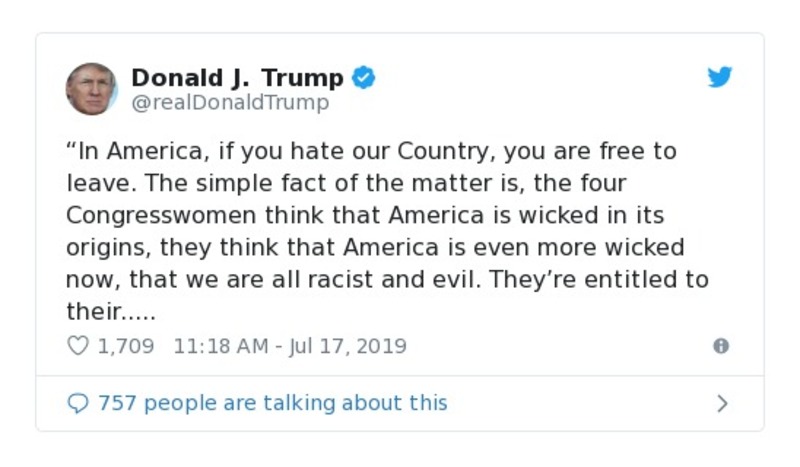 Donald J. Trump
@realDonaldTrump
“In America, if you hate our Country, you are free to
leave. The simple fact of the matter is, the four
Congresswomen think that America is wicked in its
origins, they think that America is even more wicked
now, that we are all racist and evil. They’re entitled to
their.....
1,709 11:18 AM - Jul 17, 2019
757 people are talking about this